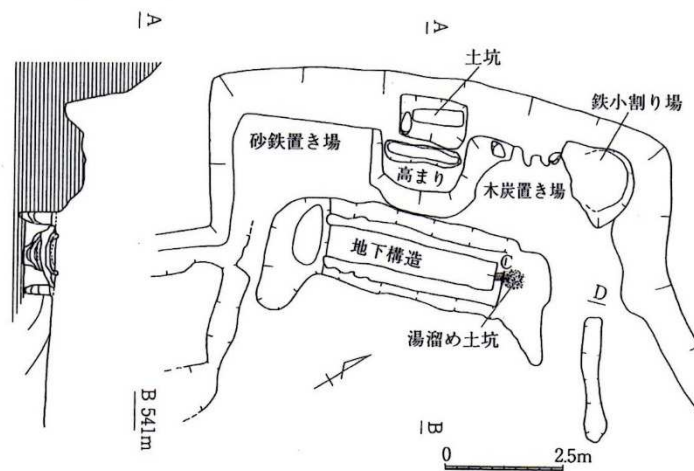 A
A
土坑
鉄小割り場
砂鉄置き場
高まり
木炭置き場
地下構造
C
D
湯溜め土坑
B 541m
B
0 2.5m